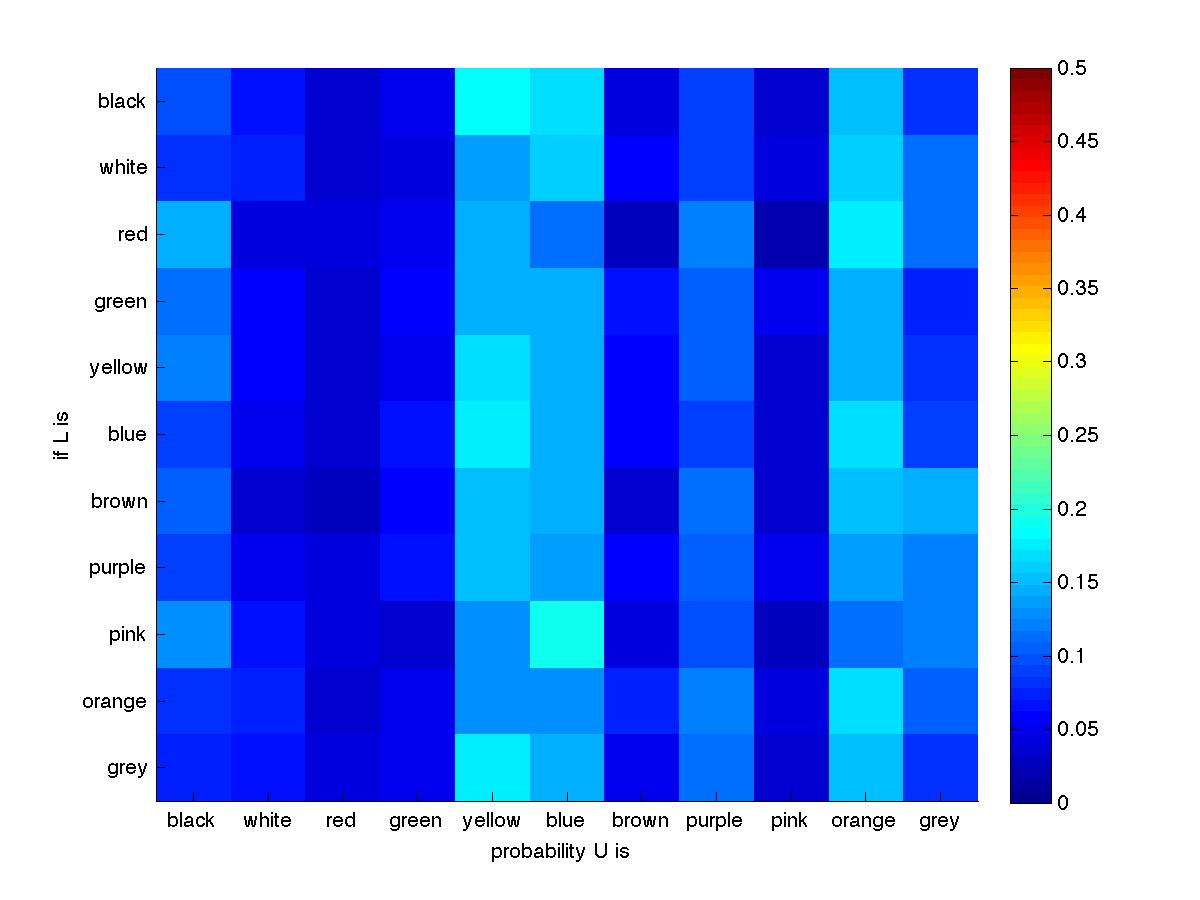 black
white
red
green
yellow
blue
brown
purple
pink
orange
grey
if L is
black white red green yellow blue brown purple pink orange grey
probability U is
0.5
0.45
0.4
0.35
0.3
0.25
0.2
0.15
0.1
0.05
0